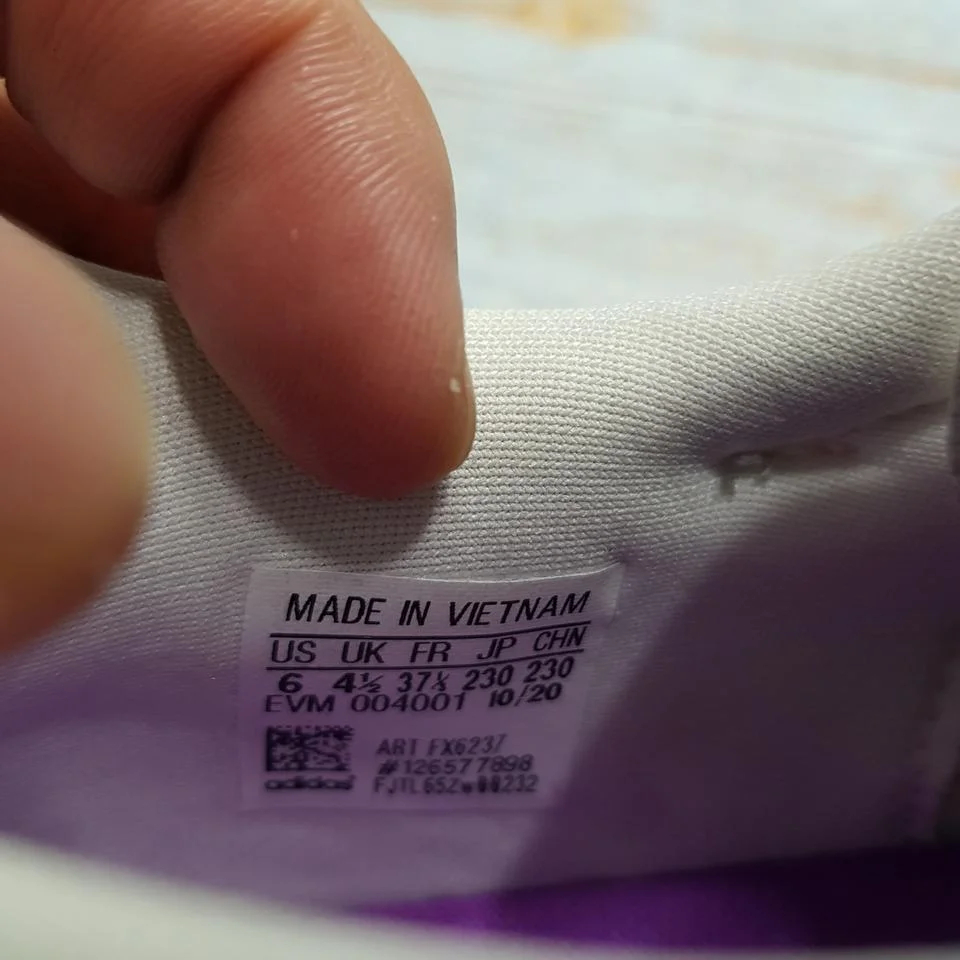 MADE IN VIETNAM
US UK FR JP CHN
6 4½ 37⅓ 230 230
EVM 004001 10/20
ART FX6237
#126577898
adidas